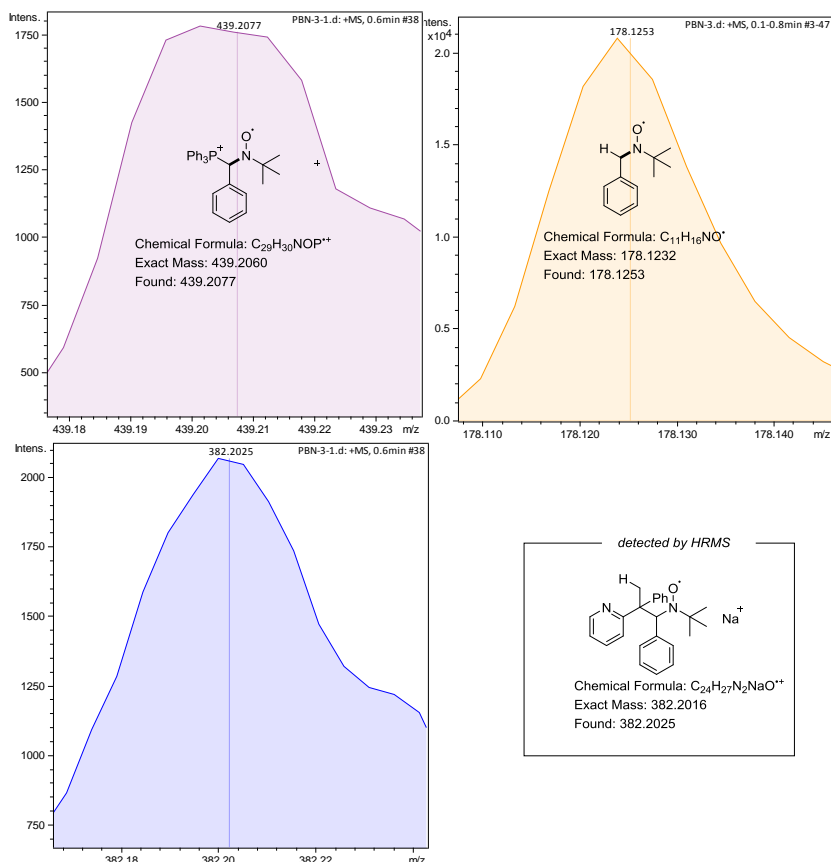 Intens.
PBN-3-1.d: +MS, 0.6min #38
439.2077
1750
1500
1250
1000
750
500
439.18
439.19
439.20
439.21
439.22
439.23
m/z
Ph₃P⁺
O•
N
+
Chemical Formula: C₂₉H₃₀NOP•⁺
Exact Mass: 439.2060
Found: 439.2077
ntens.
x10⁴
PBN-3.d: +MS, 0.1-0.8min #3-47
178.1253
2.0
1.5
1.0
0.5
0.0
178.110
178.120
178.130
178.140
m/z
O•
H
N
Chemical Formula: C₁₁H₁₆NO•
Exact Mass: 178.1232
Found: 178.1253
Intens.
PBN-3-1.d: +MS, 0.6min #38
382.2025
2000
1750
1500
1250
1000
750
382.18
382.20
382.22
m/z
detected by HRMS
H
O•
N
Ph
N
Na⁺
Chemical Formula: C₂₄H₂₇N₂NaO•⁺
Exact Mass: 382.2016
Found: 382.2025